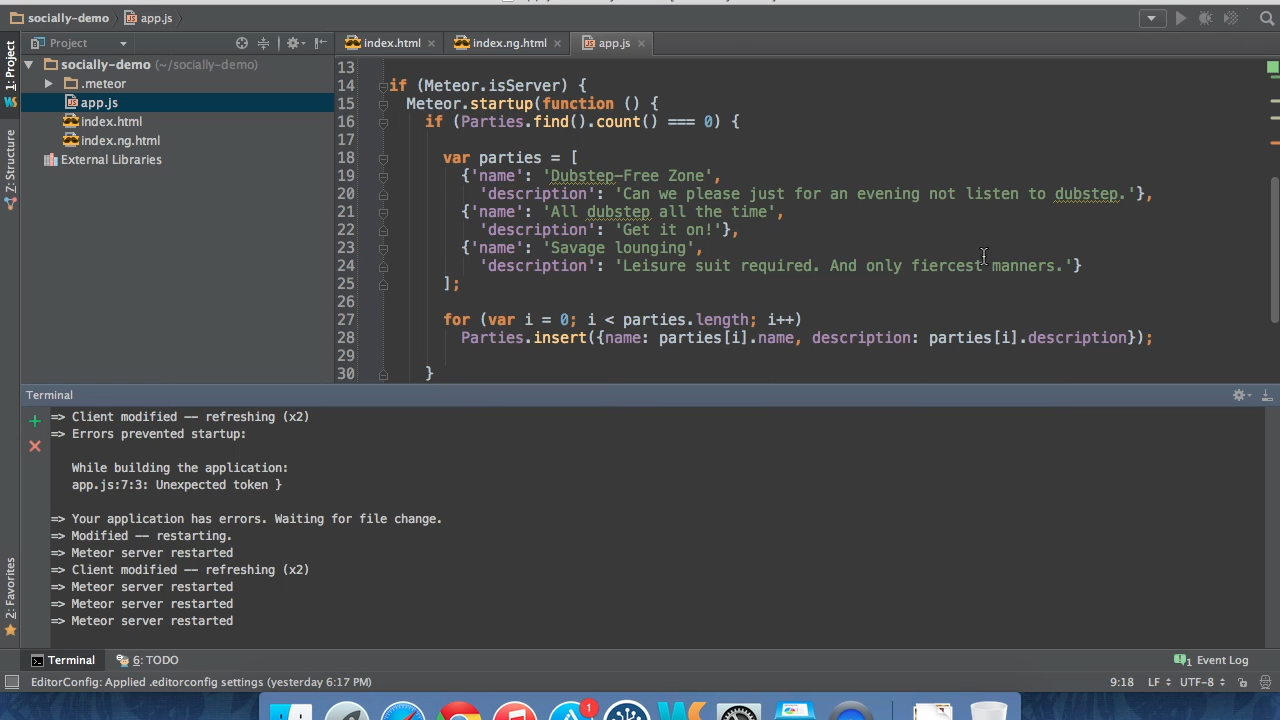 socially-demo app.js
Project
index.html index.ng.html app.js
1: Project
Z: Structure
2: Favorites
socially-demo (~/socially-demo)
.meteor
app.js
index.html
index.ng.html
External Libraries
13
14 if (Meteor.isServer) {
15 Meteor.startup(function () {
16 if (Parties.find().count() === 0) {
17
18 var parties = [
19 {'name': 'Dubstep-Free Zone',
20 'description': 'Can we please just for an evening not listen to dubstep.'},
21 {'name': 'All dubstep all the time',
22 'description': 'Get it on!'},
23 {'name': 'Savage lounging',
24 'description': 'Leisure suit required. And only fiercest manners.'}
25 ];
26
27 for (var i = 0; i < parties.length; i++)
28 Parties.insert({name: parties[i].name, description: parties[i].description});
29
30 }
Terminal
=> Client modified -- refreshing (x2)
=> Errors prevented startup:
While building the application:
app.js:7:3: Unexpected token }
=> Your application has errors. Waiting for file change.
=> Modified -- restarting.
=> Meteor server restarted
=> Client modified -- refreshing (x2)
=> Meteor server restarted
=> Meteor server restarted
=> Meteor server restarted
Terminal 6: TODO 1 Event Log
EditorConfig: Applied .editorconfig settings (yesterday 6:17 PM) 9:18 LF UTF-8
1